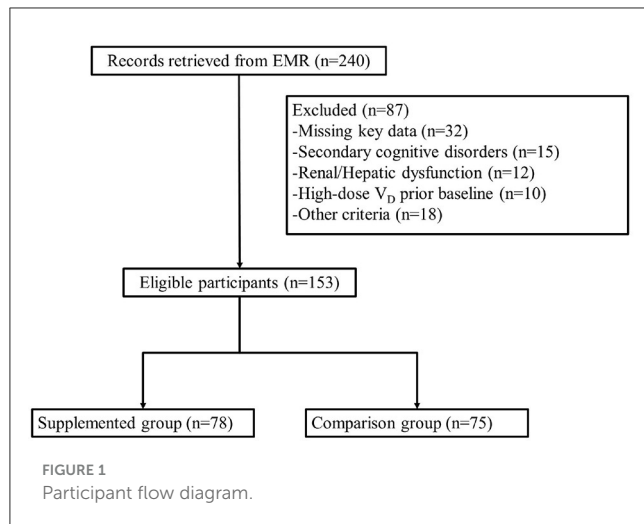 Records retrieved from EMR (n=240)
Excluded (n=87)
-Missing key data (n=32)
-Secondary cognitive disorders (n=15)
-Renal/Hepatic dysfunction (n=12)
-High-dose V_D prior baseline (n=10)
-Other criteria (n=18)
Eligible participants (n=153)
Supplemented group (n=78)
Comparison group (n=75)
FIGURE 1
Participant flow diagram.